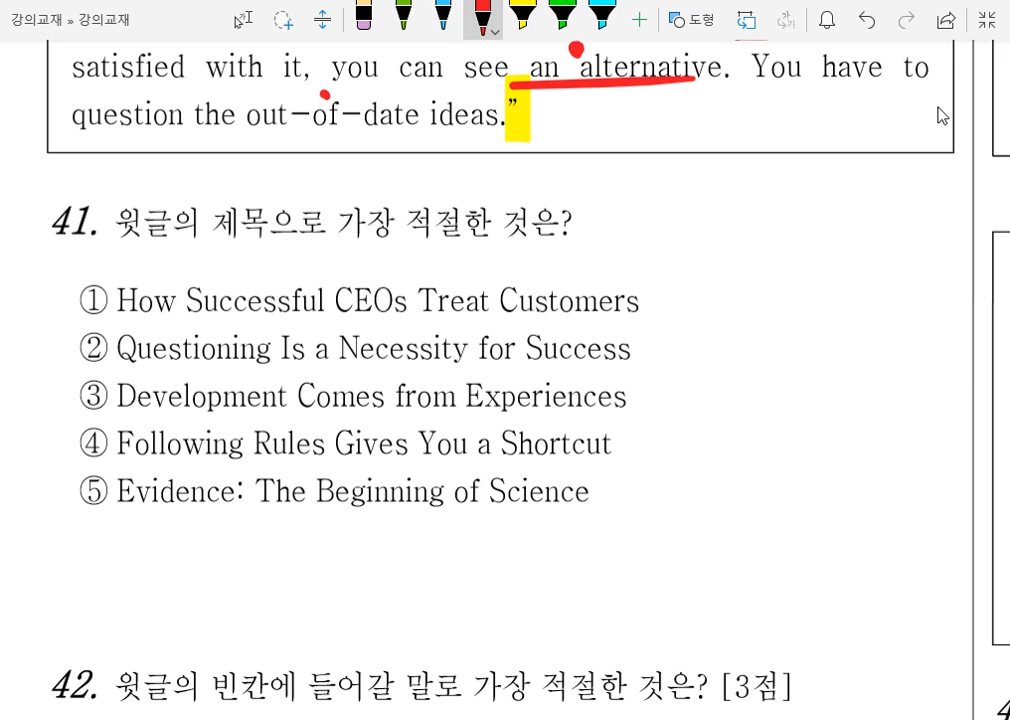 강의교재 » 강의교재
도형
satisfied with it, you can see an alternative. You have to
question the out-of-date ideas.”
41. 윗글의 제목으로 가장 적절한 것은?
① How Successful CEOs Treat Customers
② Questioning Is a Necessity for Success
③ Development Comes from Experiences
④ Following Rules Gives You a Shortcut
⑤ Evidence: The Beginning of Science
42. 윗글의 빈칸에 들어갈 말로 가장 적절한 것은? [3점]